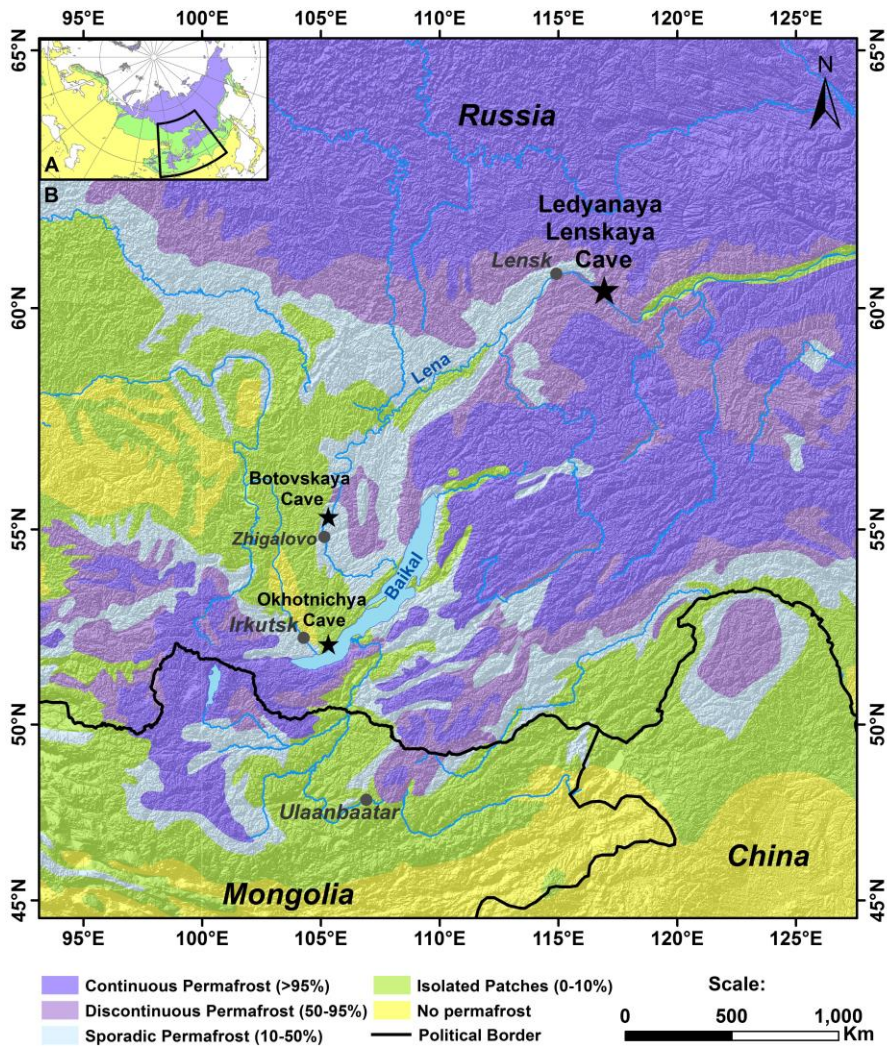 95°E 100°E 105°E 110°E 115°E 120°E 125°E
65°N
65°N
A
B
N
Russia
Ledyanaya
Lenskaya
Cave
Lensk
60°N
60°N
Lena
Botovskaya
Cave
55°N
55°N
Zhigalovo
Baikal
Okhotnichya
Cave
Irkutsk
50°N
50°N
Ulaanbaatar
China
Mongolia
45°N
45°N
95°E 100°E 105°E 110°E 115°E 120°E 125°E
Continuous Permafrost (>95%)
Discontinuous Permafrost (50-95%)
Sporadic Permafrost (10-50%)
Isolated Patches (0-10%)
No permafrost
Political Border
Scale:
0 500 1,000
Km